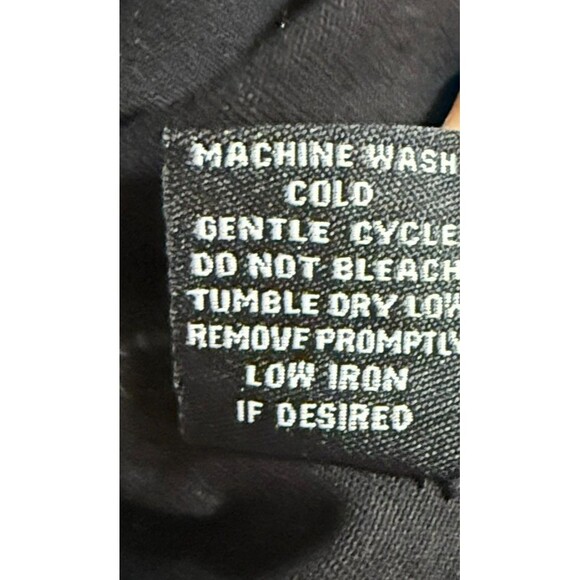 MACHINE WASH
COLD
GENTLE CYCLE
DO NOT BLEACH
TUMBLE DRY LOW
REMOVE PROMPTLY
LOW IRON
IF DESIRED